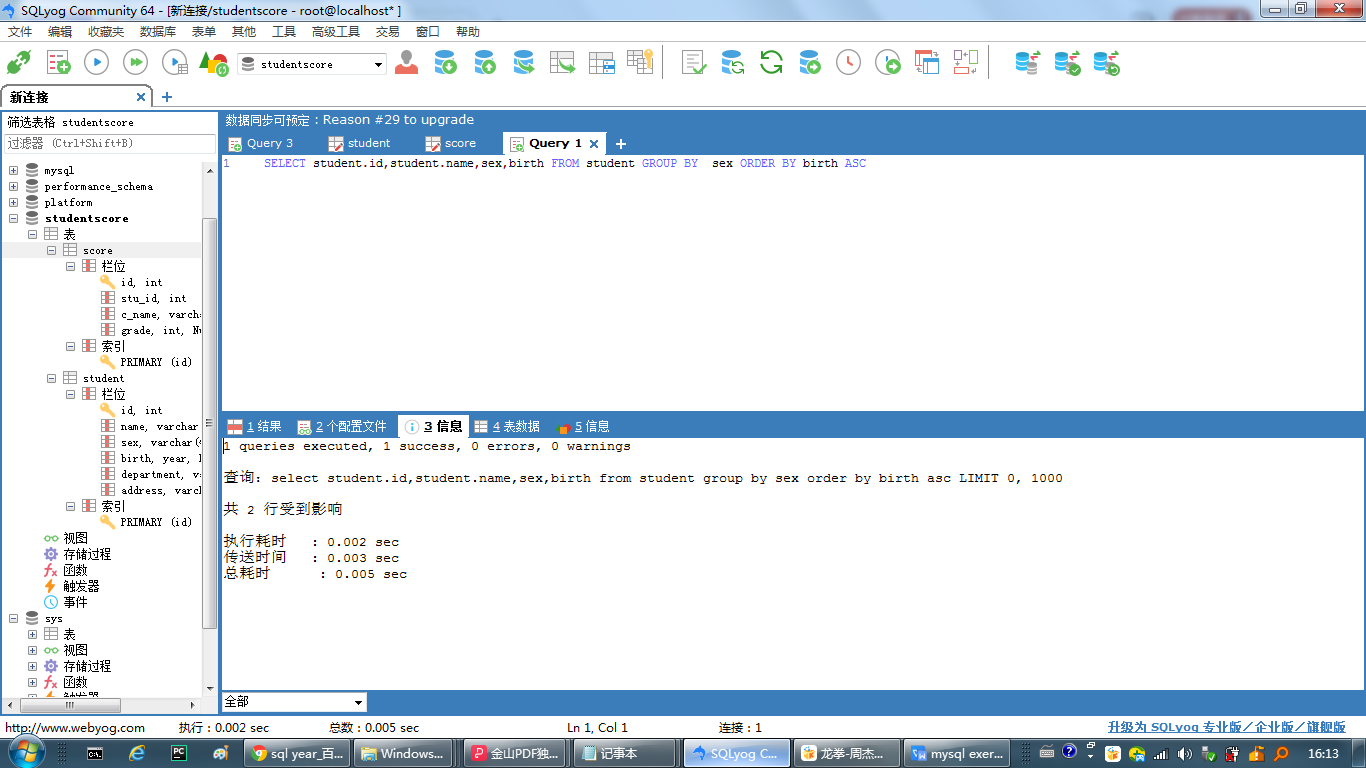 SQLyog Community 64 - [新连接/studentscore - root@localhost* ]
文件 编辑 收藏夹 数据库 表单 其他 工具 高级工具 交易 窗口 帮助
studentscore
新连接
筛选表格 studentscore
过滤器 (Ctrl+Shift+B)
mysql
performance_schema
platform
studentscore
表
score
栏位
id, int
stu_id, int
c_name, varcha
grade, int, Nu
索引
PRIMARY (id)
student
栏位
id, int
name, varchar
sex, varchar(
birth, year,
department, v
address, varc
索引
PRIMARY (id)
视图
存储过程
函数
触发器
事件
sys
表
视图
存储过程
函数
触发器
数据同步可预定：Reason #29 to upgrade
Query 3 student score Query 1
1 SELECT student.id,student.name,sex,birth FROM student GROUP BY  sex ORDER BY birth ASC
1 结果 2 个配置文件 3 信息 4 表数据 5 信息
1 queries executed, 1 success, 0 errors, 0 warnings
查询：select student.id,student.name,sex,birth from student group by sex order by birth asc LIMIT 0, 1000
共 2 行受到影响
执行耗时   : 0.002 sec
传送时间   : 0.003 sec
总耗时      : 0.005 sec
全部
http://www.webyog.com 执行：0.002 sec 总数：0.005 sec Ln 1, Col 1 连接：1 升级为 SQLyog 专业版/企业版/旗舰版
sql year_百... Windows... 金山PDF独... 记事本 SQLyog C... 龙拳-周杰... mysql exer... 16:13